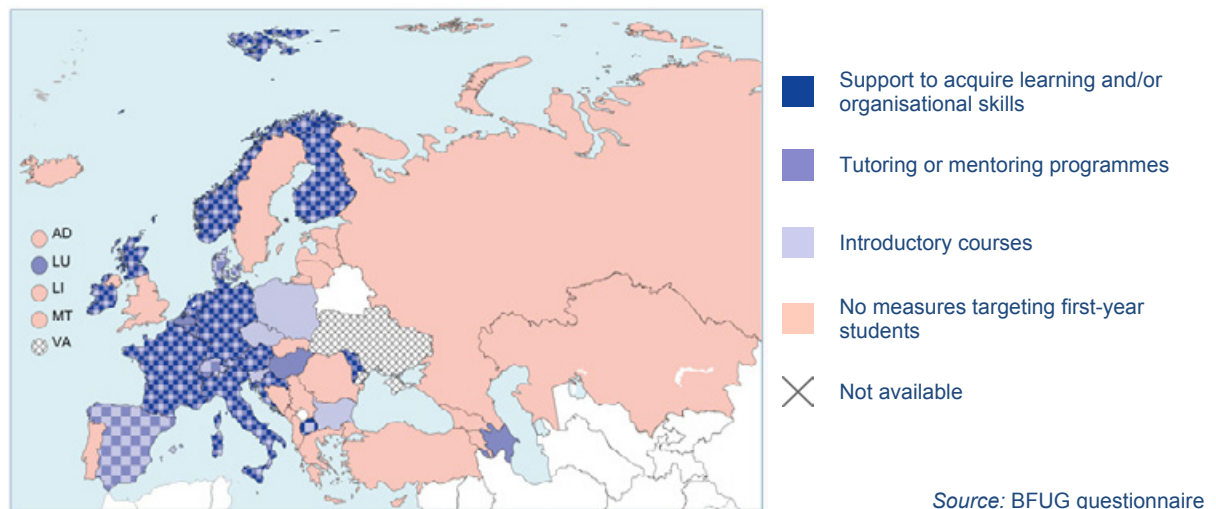 AD
LU
LI
MT
VA
Support to acquire learning and/or
organisational skills
Tutoring or mentoring programmes
Introductory courses
No measures targeting first-year
students
Not available
Source: BFUG questionnaire